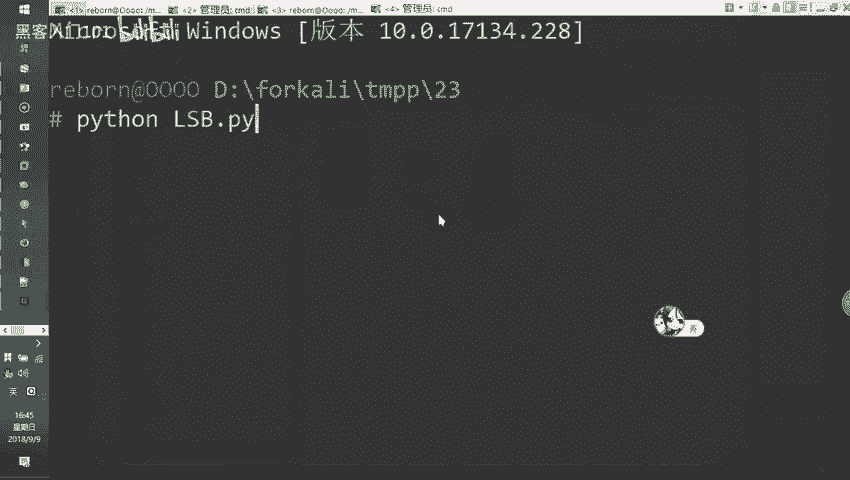 <1> reborn@Oooo: /m... <2> 管理员: cmd <3> reborn@Oooo: /m... <4> 管理员: cmd
Microsoft Windows [版本 10.0.17134.228]
reborn@OOOO D:\forkali\tmpp\23
# python LSB.py
英
英
16:45
星期日
2018/9/9